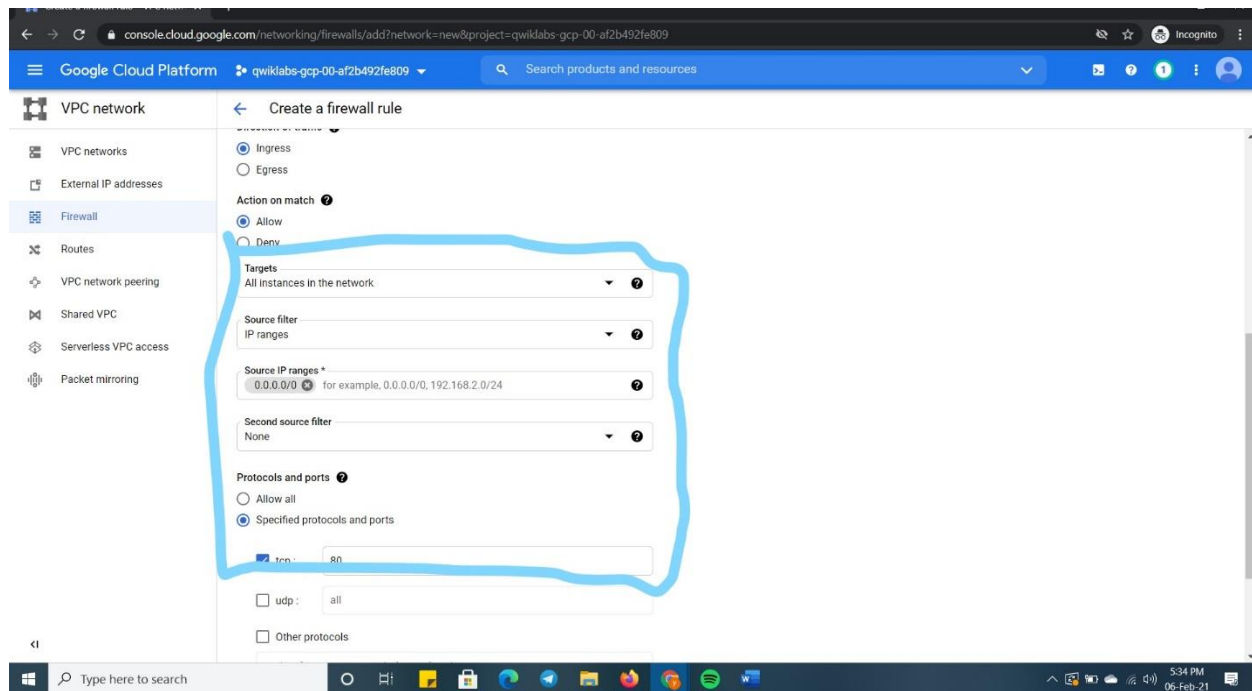 console.cloud.google.com/networking/firewalls/add?network=new&project=qwiklabs-gcp-00-af2b492fe809
Incognito
Google Cloud Platform
qwiklabs-gcp-00-af2b492fe809
Search products and resources
1
VPC network
Create a firewall rule
VPC networks
External IP addresses
Firewall
Routes
VPC network peering
Shared VPC
Serverless VPC access
Packet mirroring
Ingress
Egress
Action on match
Allow
Deny
Targets
All instances in the network
Source filter
IP ranges
Source IP ranges *
0.0.0.0/0 for example, 0.0.0.0/0, 192.168.2.0/24
Second source filter
None
Protocols and ports
Allow all
Specified protocols and ports
tcp : 80
udp : all
Other protocols
Type here to search
5:34 PM
06-Feb-21